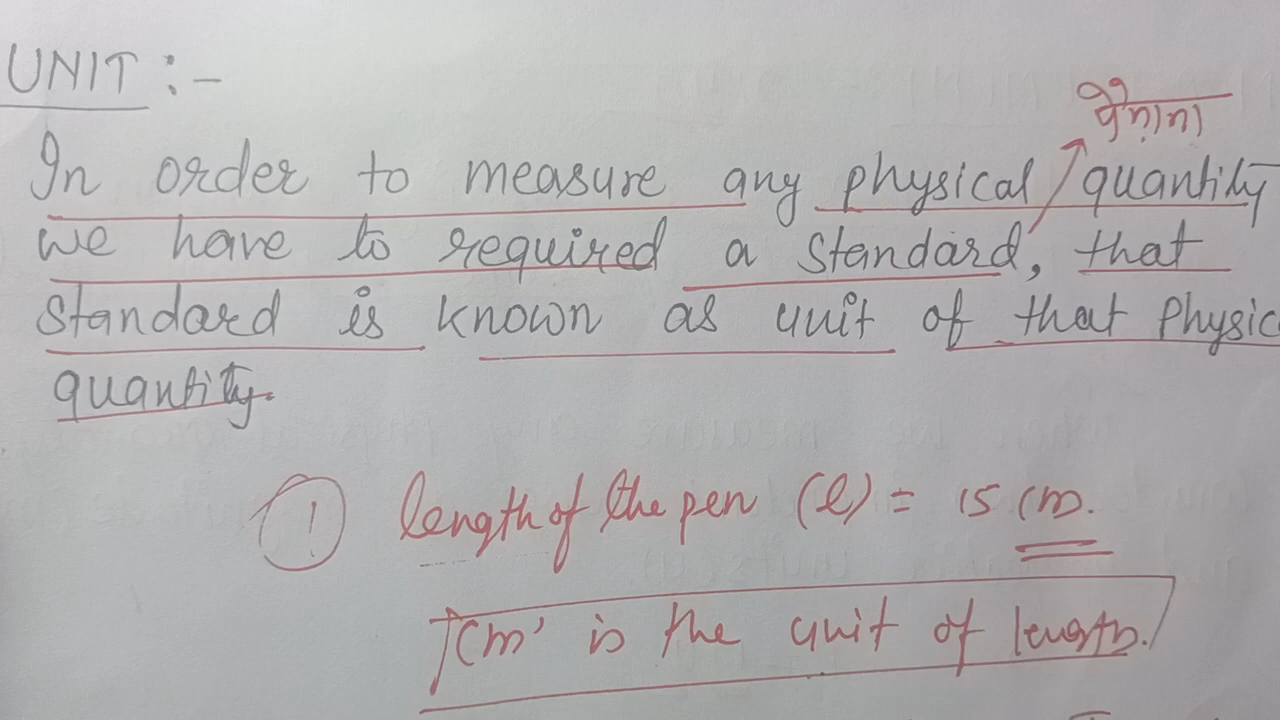 UNIT :-
पैमाना
In order to measure any physical quantity
we have to required a standard, that
standard is known as unit of that Physic
quantity.
① length of the pen (l) = 15 cm.
'cm' is the unit of length.